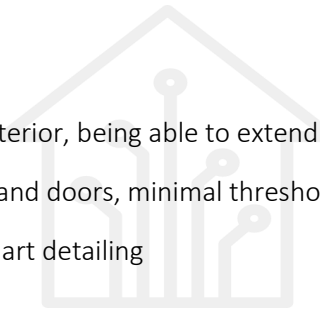 terior, being able to extend
and doors, minimal thresho
art detailing